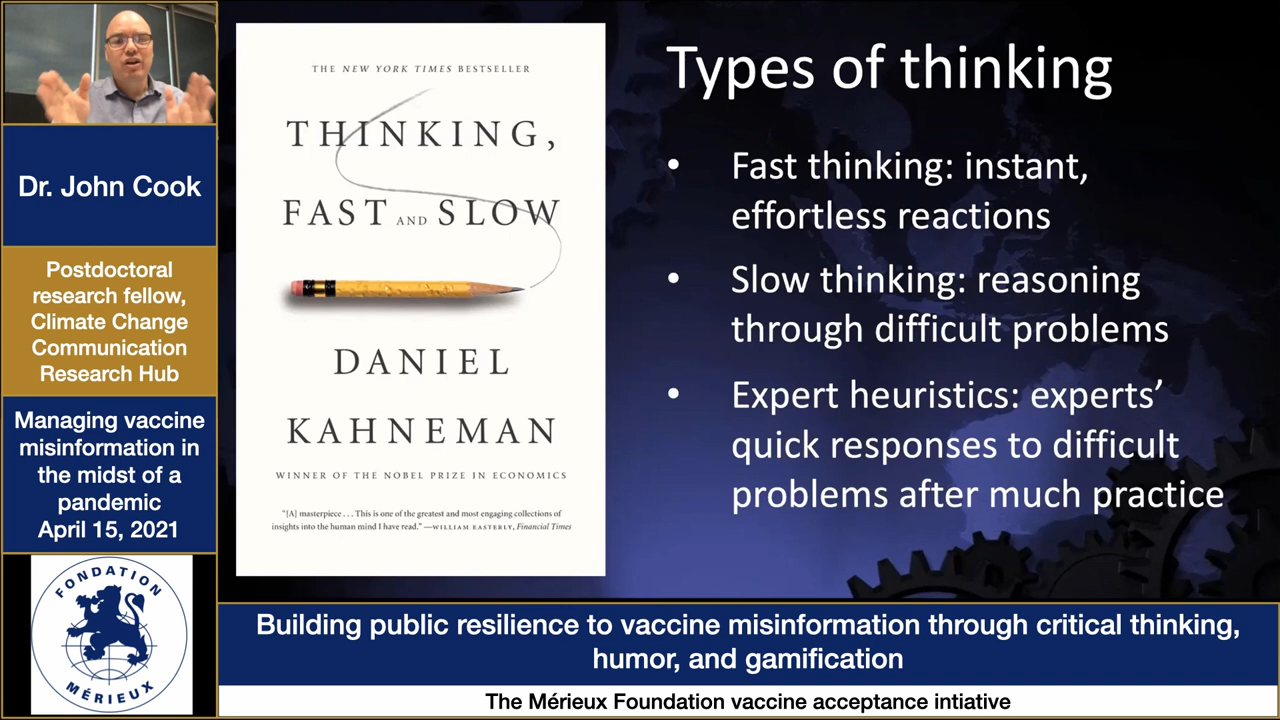 Dr. John Cook
Postdoctoral
research fellow,
Climate Change
Communication
Research Hub
Managing vaccine
misinformation in
the midst of a
pandemic
April 15, 2021
FONDATION
MÉRIEUX
THE NEW YORK TIMES BESTSELLER
THINKING,
FAST AND SLOW
DANIEL
KAHNEMAN
WINNER OF THE NOBEL PRIZE IN ECONOMICS
“[A] masterpiece . . . This is one of the greatest and most engaging collections of
insights into the human mind I have read.” —WILLIAM EASTERLY, Financial Times
Types of thinking
• Fast thinking: instant,
effortless reactions
• Slow thinking: reasoning
through difficult problems
• Expert heuristics: experts’
quick responses to difficult
problems after much practice
Building public resilience to vaccine misinformation through critical thinking,
humor, and gamification
The Mérieux Foundation vaccine acceptance intiative